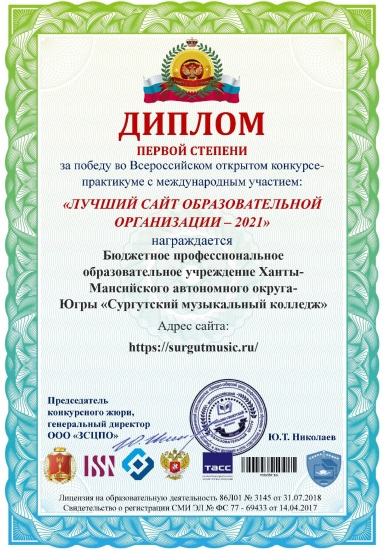 ДИПЛОМ
ПЕРВОЙ СТЕПЕНИ
за победу во Всероссийском открытом конкурсе-
практикуме с международным участием:
«ЛУЧШИЙ САЙТ ОБРАЗОВАТЕЛЬНОЙ
ОРГАНИЗАЦИИ – 2021»
награждается
Бюджетное профессиональное
образовательное учреждение Ханты-
Мансийского автономного округа-
Югры «Сургутский музыкальный колледж»
Адрес сайта:
https://surgutmusic.ru/
Председатель
конкурсного жюри,
генеральный директор
ООО «ЗСЦПО»
Ю.Т. Николаев
ISSN
ТАСС
Лицензия на образовательную деятельность 86Л01 № 3145 от 31.07.2018
Свидетельство о регистрации СМИ ЭЛ № ФС 77 - 69433 от 14.04.2017